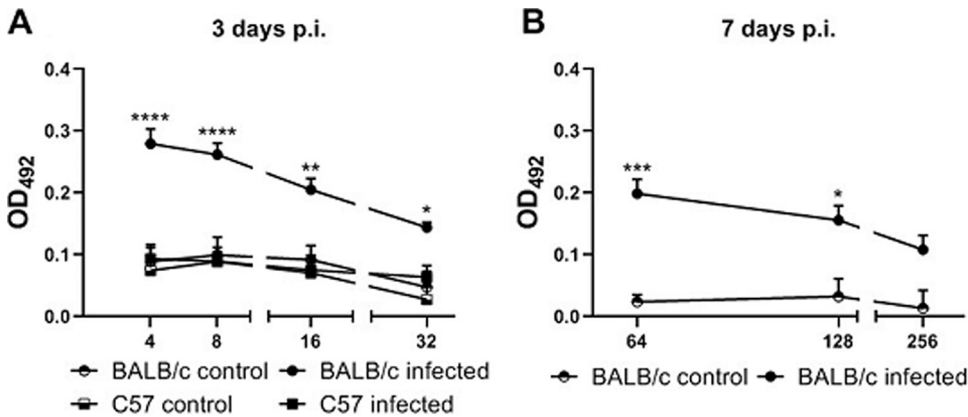 A 3 days p.i.
0.4
0.3
0.2
0.1
0.0
OD492
****
****
**
*
4 8 16 32
BALB/c control BALB/c infected
C57 control C57 infected
B 7 days p.i.
0.4
0.3
0.2
0.1
0.0
OD492
***
*
64 128 256
BALB/c control BALB/c infected